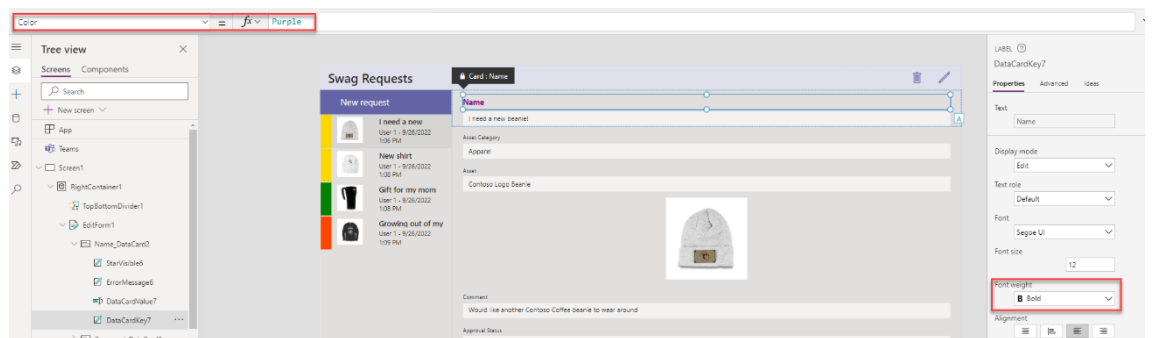 Color = fx Purple
Tree view
Screens Components
Search
New screen
App
Teams
Screen1
RightContainer1
TopBottomDivider1
EditForm1
Name_DataCard2
StarVisible6
ErrorMessage6
DataCardValue7
DataCardKey7
Swag Requests
New request
I need a new
User 1 - 9/26/2022
1:06 PM
New shirt
User 1 - 9/26/2022
1:08 PM
Gift for my mom
User 1 - 9/26/2022
1:08 PM
Growing out of my
User 1 - 9/26/2022
1:09 PM
Card : Name
Name
I need a new beanie!
A
Asset Category
Apparel
Asset
Contoso Logo Beanie
Comment
Would like another Contoso Coffee beanie to wear around
Approval Status
LABEL
DataCardKey7
Properties Advanced Ideas
Text
Name
Display mode
Edit
Text role
Default
Font
Segoe UI
Font size
12
Font weight
B Bold
Alignment